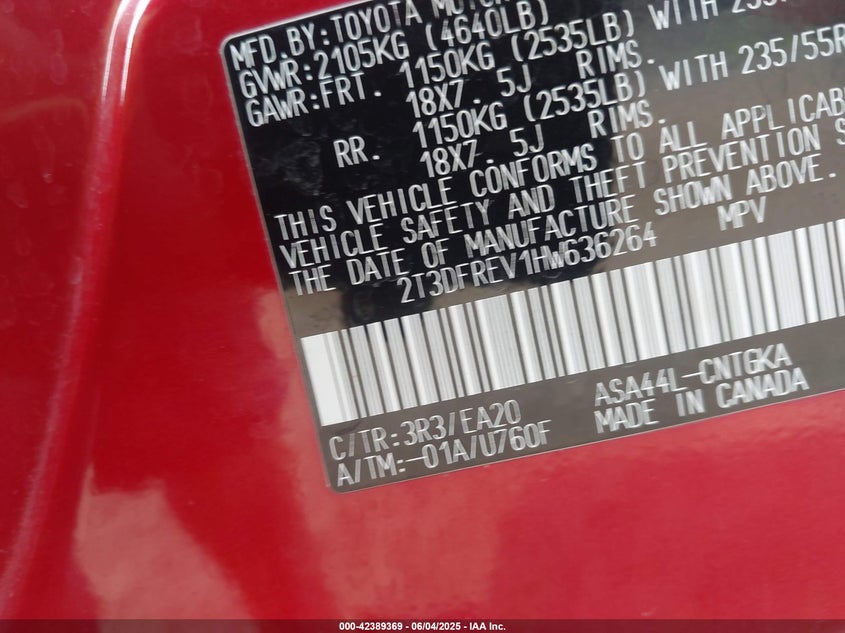 MFD.BY:TOYOTA MOTOR
GVWR:2105KG (4640LB)
GAWR:FRT. 1150KG (2535LB) WITH 235/
18X7.5J RIMS.
RR. 1150KG (2535LB) WITH 235/55R
18X7.5J RIMS.
THIS VEHICLE CONFORMS TO ALL APPLICAB
VEHICLE SAFETY AND THEFT PREVENTION S
THE DATE OF MANUFACTURE SHOWN ABOVE.
2T3DFREV1HW636264 MPV
C/TR:3R3/EA20 ASA44L-CNTGKA
A/TM:-01A/U760F MADE IN CANADA
000-42389369 | 06/04/2025 - IAA Inc.